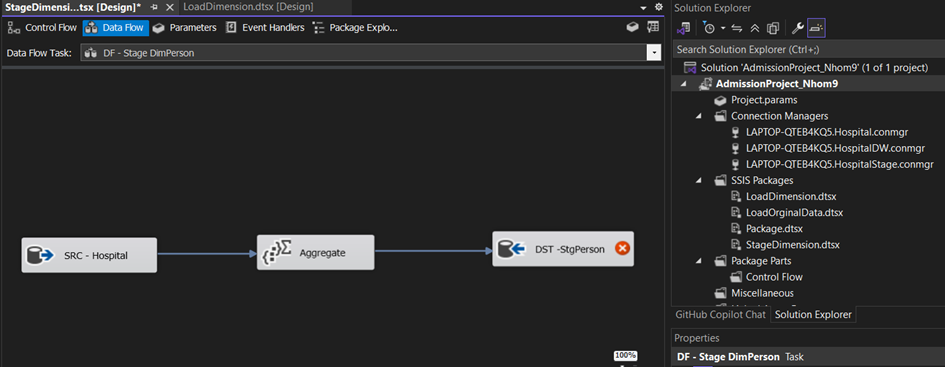 StageDimensi...tsx [Design]*
LoadDimension.dtsx [Design]
Control Flow
Data Flow
Parameters
Event Handlers
Package Explo...
Data Flow Task:
DF - Stage DimPerson
SRC - Hospital
Aggregate
DST -StgPerson
100%
Solution Explorer
Search Solution Explorer (Ctrl+;)
Solution 'AdmissionProject_Nhom9' (1 of 1 project)
AdmissionProject_Nhom9
Project.params
Connection Managers
LAPTOP-QTEB4KQ5.Hospital.conmgr
LAPTOP-QTEB4KQ5.HospitalDW.conmgr
LAPTOP-QTEB4KQ5.HospitalStage.conmgr
SSIS Packages
LoadDimension.dtsx
LoadOrginalData.dtsx
Package.dtsx
StageDimension.dtsx
Package Parts
Control Flow
Miscellaneous
GitHub Copilot Chat
Solution Explorer
Properties
DF - Stage DimPerson Task